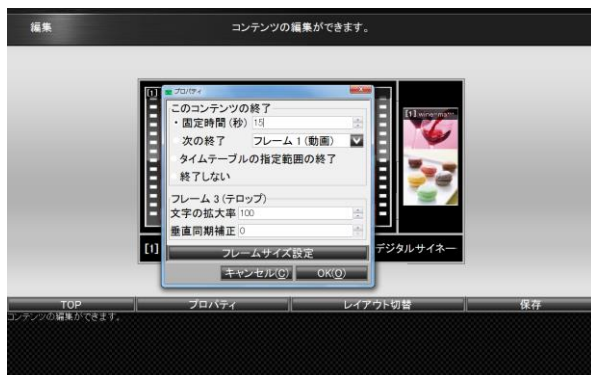 編集
コンテンツの編集ができます。
[1]
プロパティ
このコンテンツの終了
・固定時間(秒) 15
次の終了 フレーム 1 (動画)
タイムテーブルの指定範囲の終了
終了しない
フレーム 3 (テロップ)
文字の拡大率 100
垂直同期補正 0
フレームサイズ設定
キャンセル(C) OK(O)
[1]
[1] デジタルサイネー
TOP プロパティ レイアウト切替 保存
コンテンツの編集ができます。